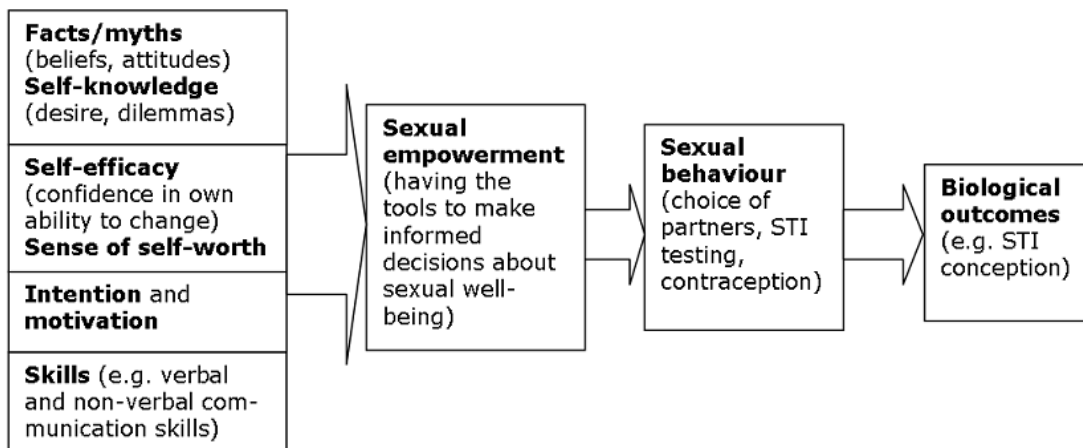 Facts/myths
(beliefs, attitudes)
Self-knowledge
(desire, dilemmas)
Self-efficacy
(confidence in own
ability to change)
Sense of self-worth
Intention and
motivation
Skills (e.g. verbal
and non-verbal com-
munication skills)
Sexual
empowerment
(having the
tools to make
informed
decisions about
sexual well-
being)
Sexual
behaviour
(choice of
partners, STI
testing,
contraception)
Biological
outcomes
(e.g. STI
conception)